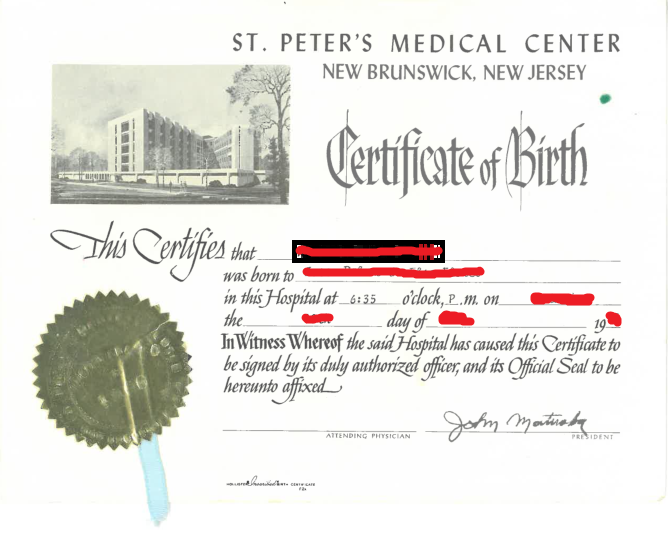 ST. PETER'S MEDICAL CENTER
NEW BRUNSWICK, NEW JERSEY
Certificate of Birth
This Certifies that
was born to
in this Hospital at 6:35 o'clock, P.m. on
the day of 19
In Witness Whereof the said Hospital has caused this Certificate to
be signed by its duly authorized officer, and its Official Seal to be
hereunto affixed
John
ATTENDING PHYSICIAN PRESIDENT
CERTIFICATE